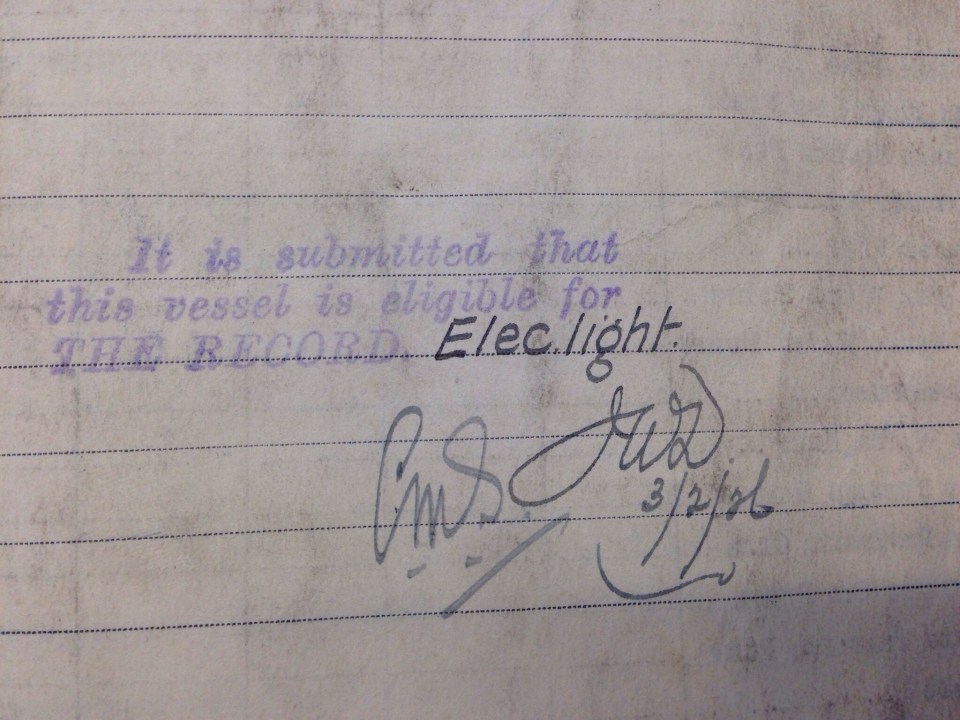 It is submitted that
this vessel is eligible for
THE RECORD. Elec. light.
3/2/26